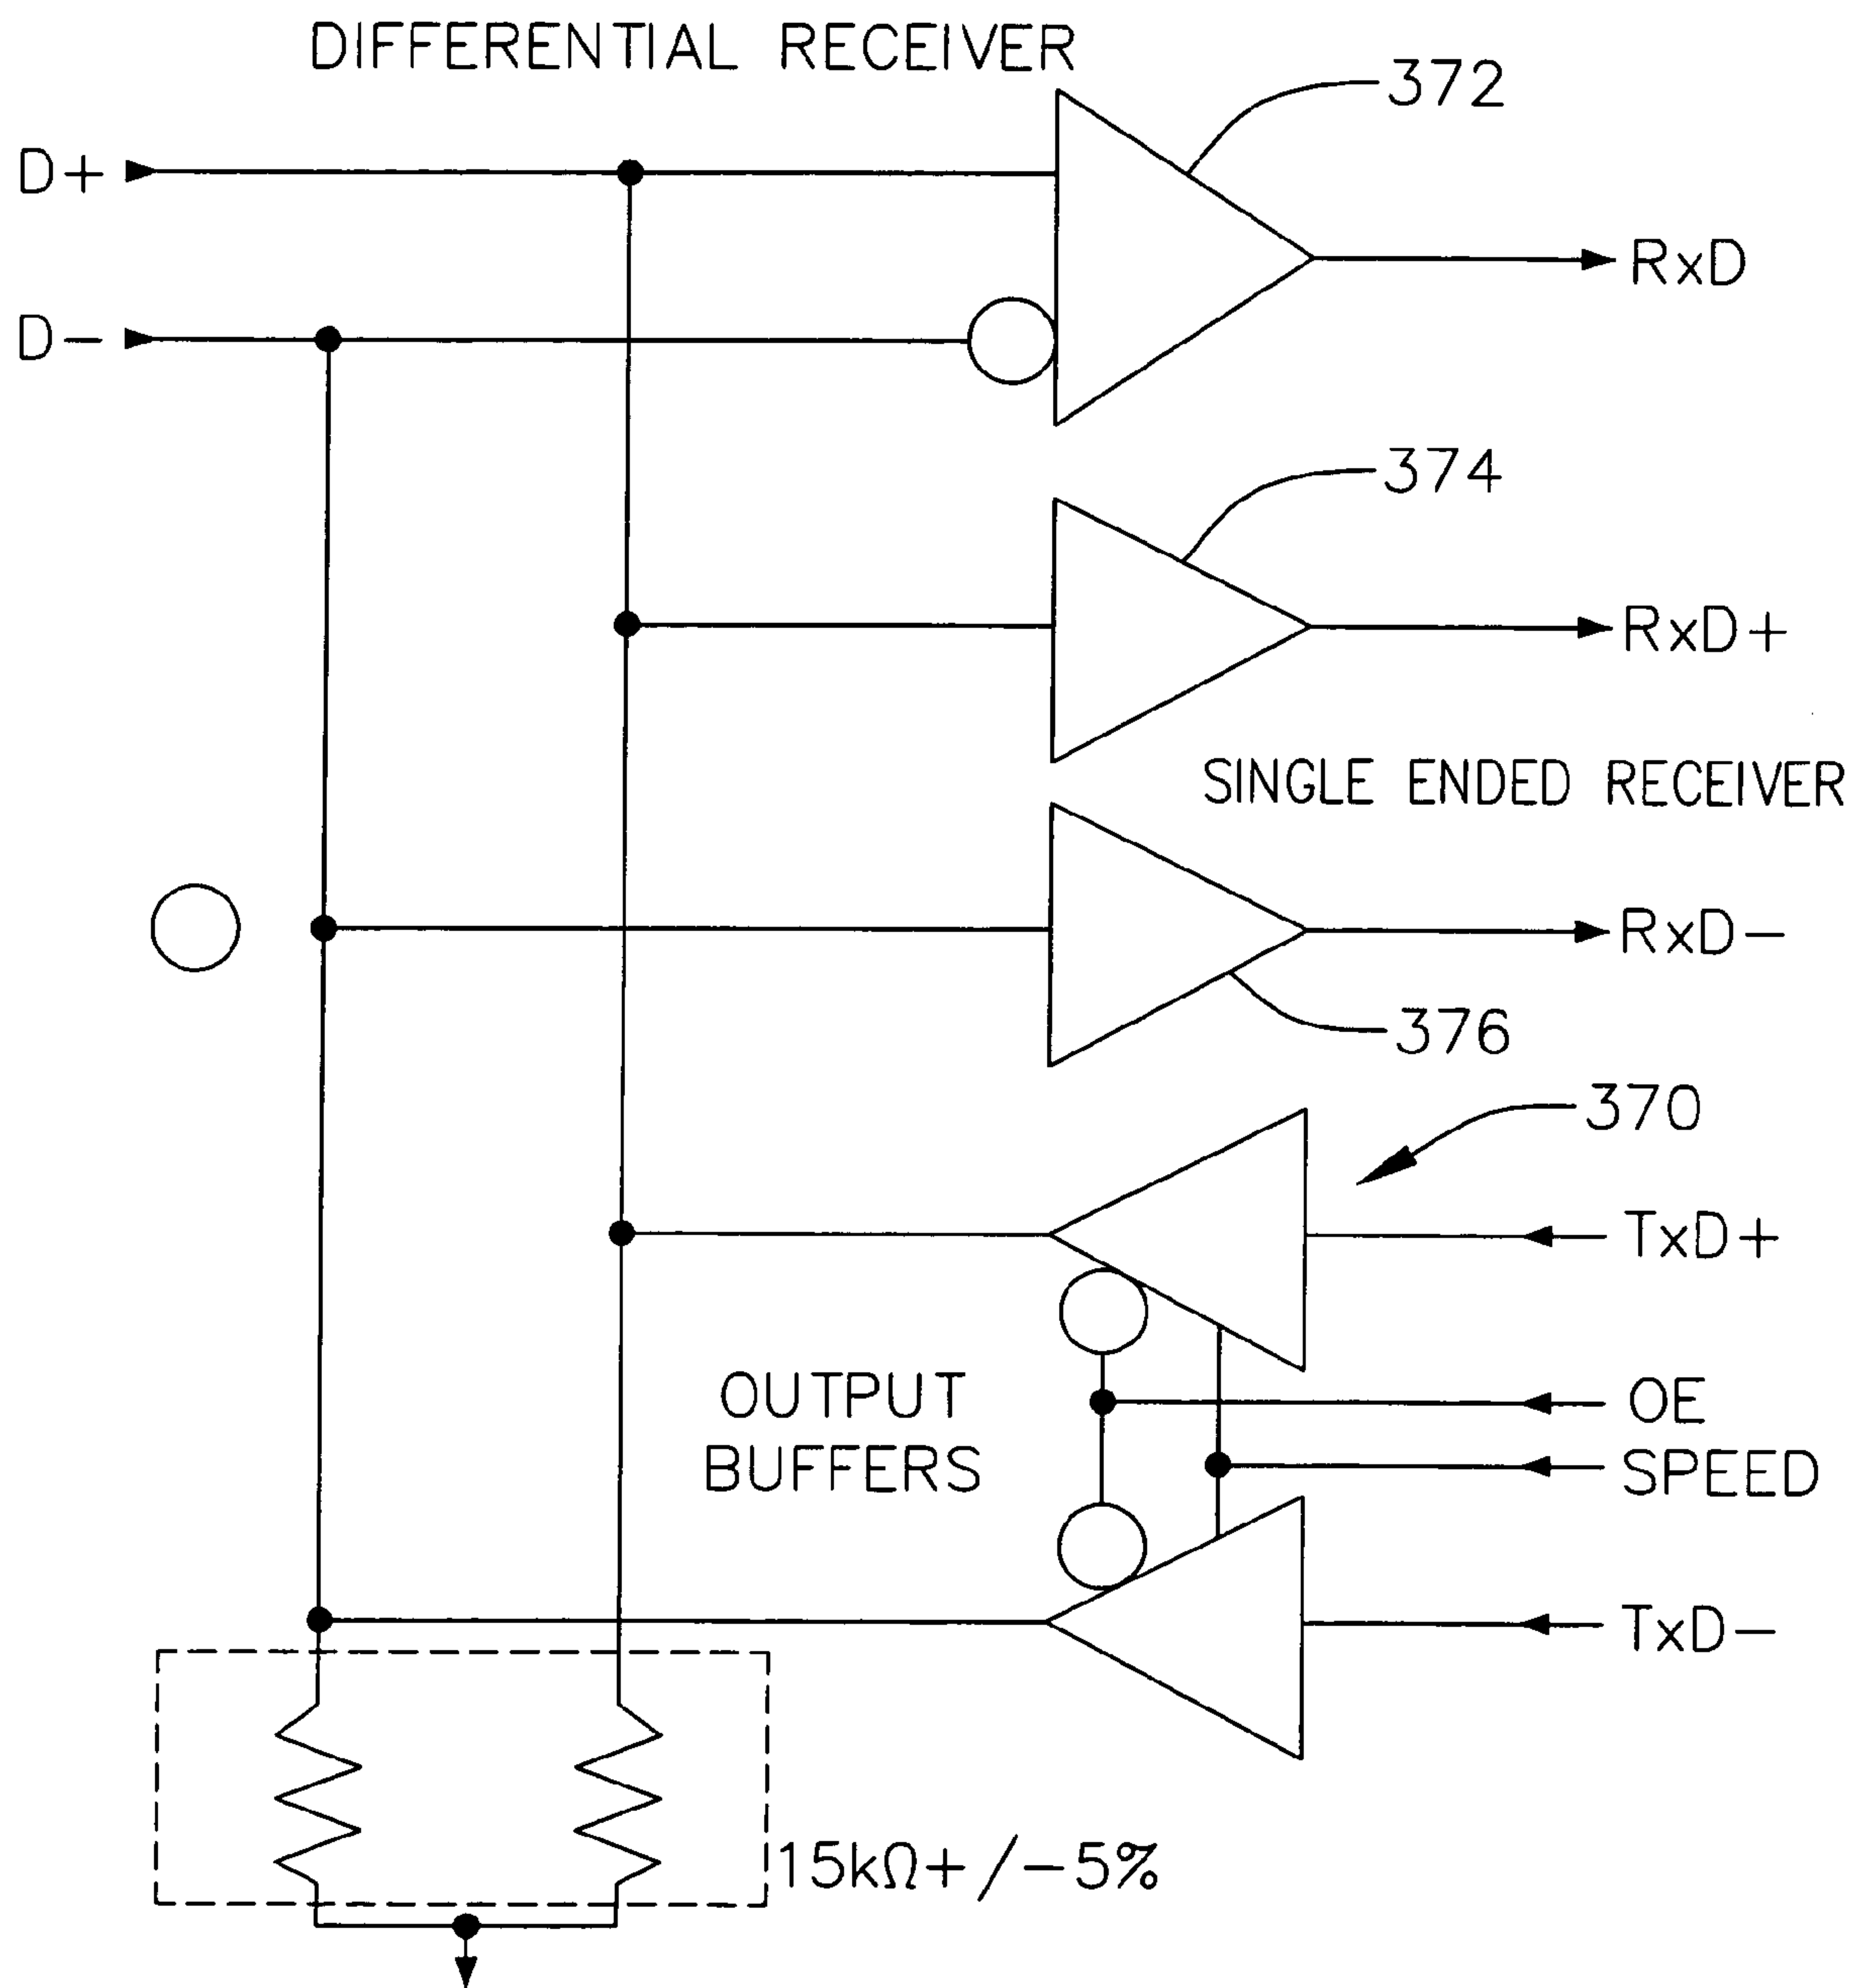 DIFFERENTIAL RECEIVER
372
D+
RxD
D-
374
RxD+
SINGLE ENDED RECEIVER
RxD-
376
370
TxD+
OUTPUT
BUFFERS
OE
SPEED
TxD-
15kΩ+/-5%